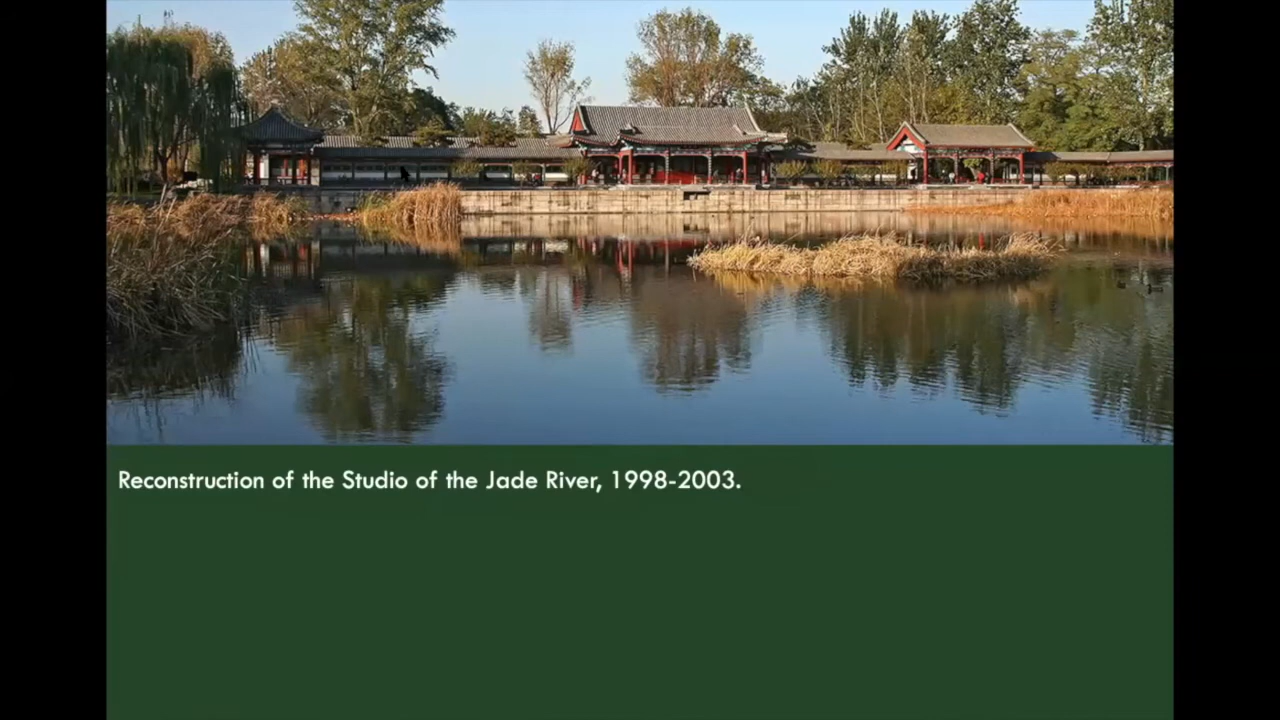 Reconstruction of the Studio of the Jade River, 1998-2003.